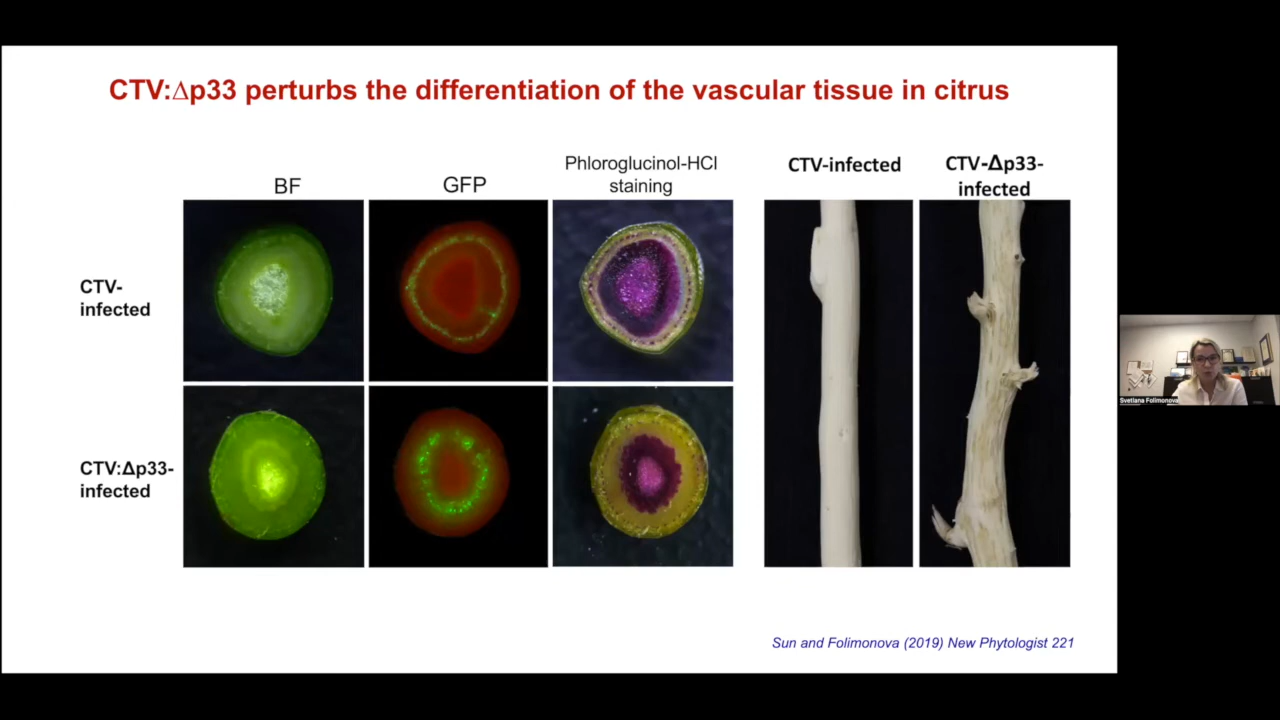 CTV:Δp33 perturbs the differentiation of the vascular tissue in citrus
BF
GFP
Phloroglucinol-HCl
staining
CTV-infected
CTV-Δp33-
infected
CTV-
infected
CTV:Δp33-
infected
Sun and Folimonova (2019) New Phytologist 221
Svetlana Folimonova